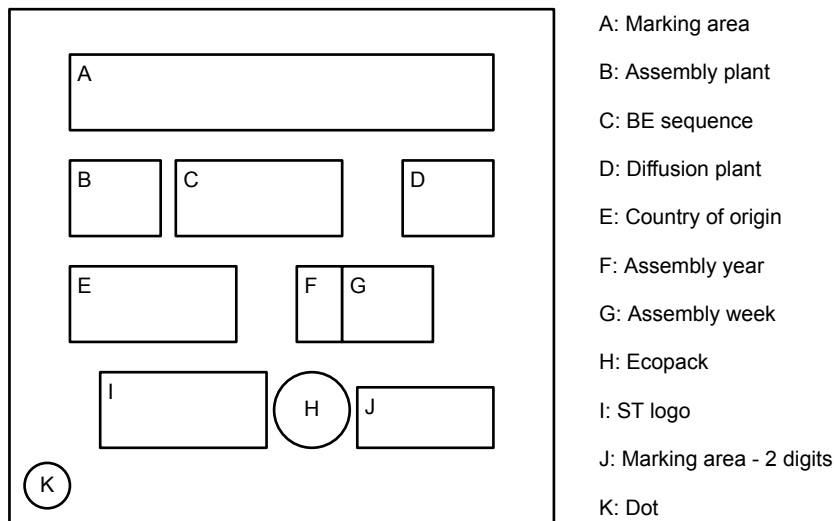 A
B
C
D
E
F
G
I
H
J
K
A: Marking area
B: Assembly plant
C: BE sequence
D: Diffusion plant
E: Country of origin
F: Assembly year
G: Assembly week
H: Ecopack
I: ST logo
J: Marking area - 2 digits
K: Dot